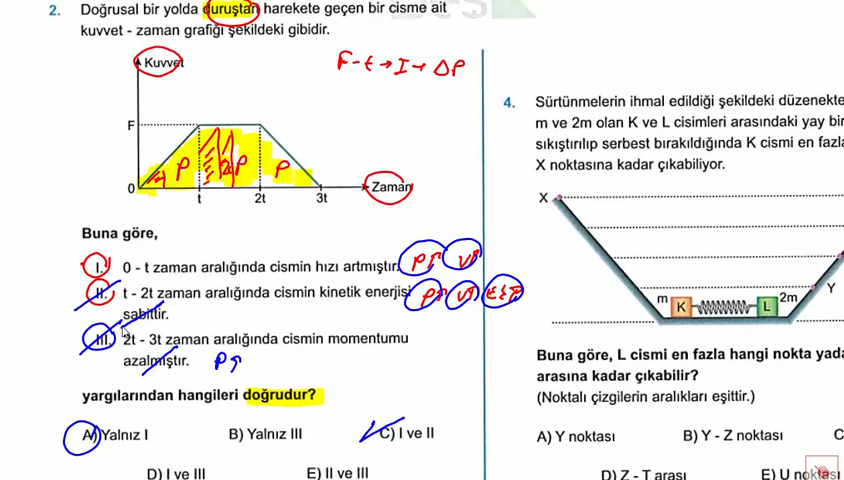 2. Doğrusal bir yolda duruştan harekete geçen bir cisme ait
kuvvet - zaman grafiği şekildeki gibidir.
Kuvvet
F-t→I→ΔP
F
P
2P
P
0
t
2t
3t
Zaman
Buna göre,
I. 0 - t zaman aralığında cismin hızı artmıştır. P↑ V↑
II. t - 2t zaman aralığında cismin kinetik enerjisi P↑ V↑
sabittir.
III. 2t - 3t zaman aralığında cismin momentumu
azalmıştır. P↑
yargılarından hangileri doğrudur?
A) Yalnız I B) Yalnız III C) I ve II
D) I ve III E) II ve III
4. Sürtünmelerin ihmal edildiği şekildeki düzenekte
m ve 2m olan K ve L cisimleri arasındaki yay bir
sıkıştırılıp serbest bırakıldığında K cismi en fazla
X noktasına kadar çıkabiliyor.
X
Y
m
K
L
2m
Buna göre, L cismi en fazla hangi nokta yada
arasına kadar çıkabilir?
(Noktalı çizgilerin aralıkları eşittir.)
A) Y noktası B) Y - Z noktası C
D) Z - T arası E) U noktası